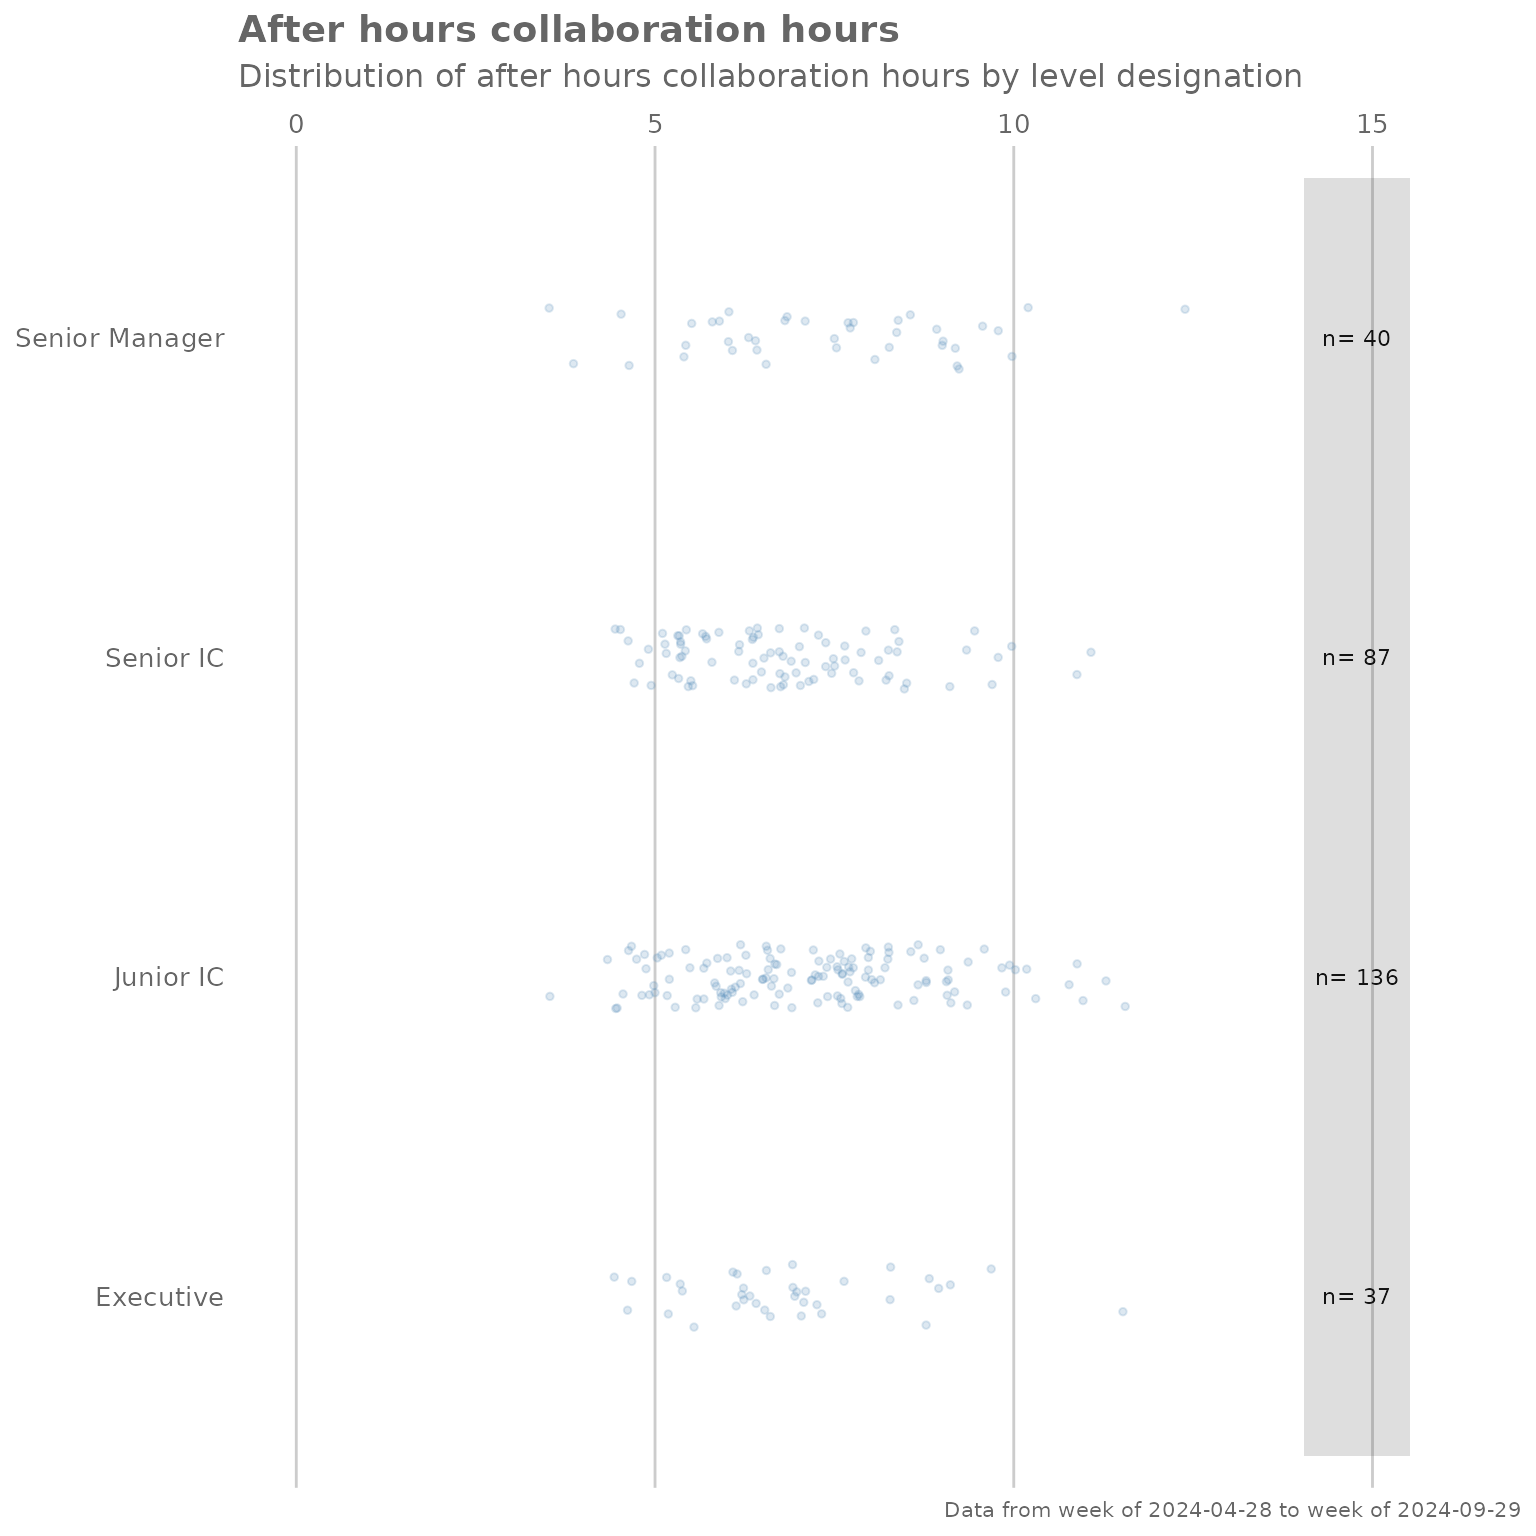 After hours collaboration hours
Distribution of after hours collaboration hours by level designation
0 5 10 15
Senior Manager n= 40
Senior IC n= 87
Junior IC n= 136
Executive n= 37
Data from week of 2024-04-28 to week of 2024-09-29